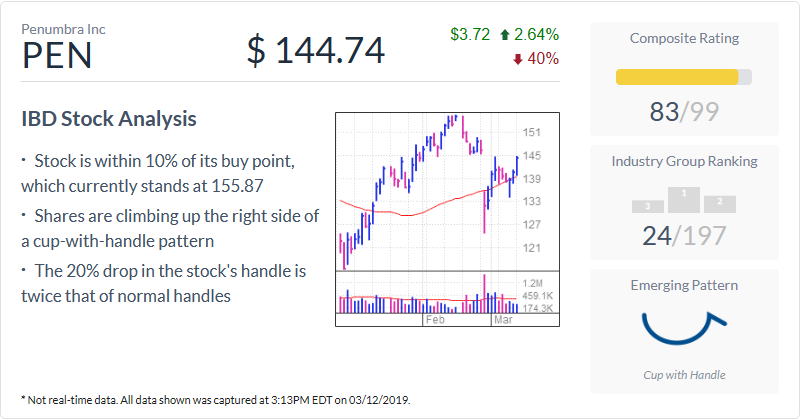 Penumbra Inc
PEN
$ 144.74
$3.72 2.64%
40%
IBD Stock Analysis
· Stock is within 10% of its buy point,
which currently stands at 155.87
· Shares are climbing up the right side of
a cup-with-handle pattern
· The 20% drop in the stock's handle is
twice that of normal handles
151
145
139
133
127
121
1.2M
459.1K
174.3K
Feb Mar
Composite Rating
83/99
Industry Group Ranking
3 1 2
24/197
Emerging Pattern
Cup with Handle
* Not real-time data. All data shown was captured at 3:13PM EDT on 03/12/2019.